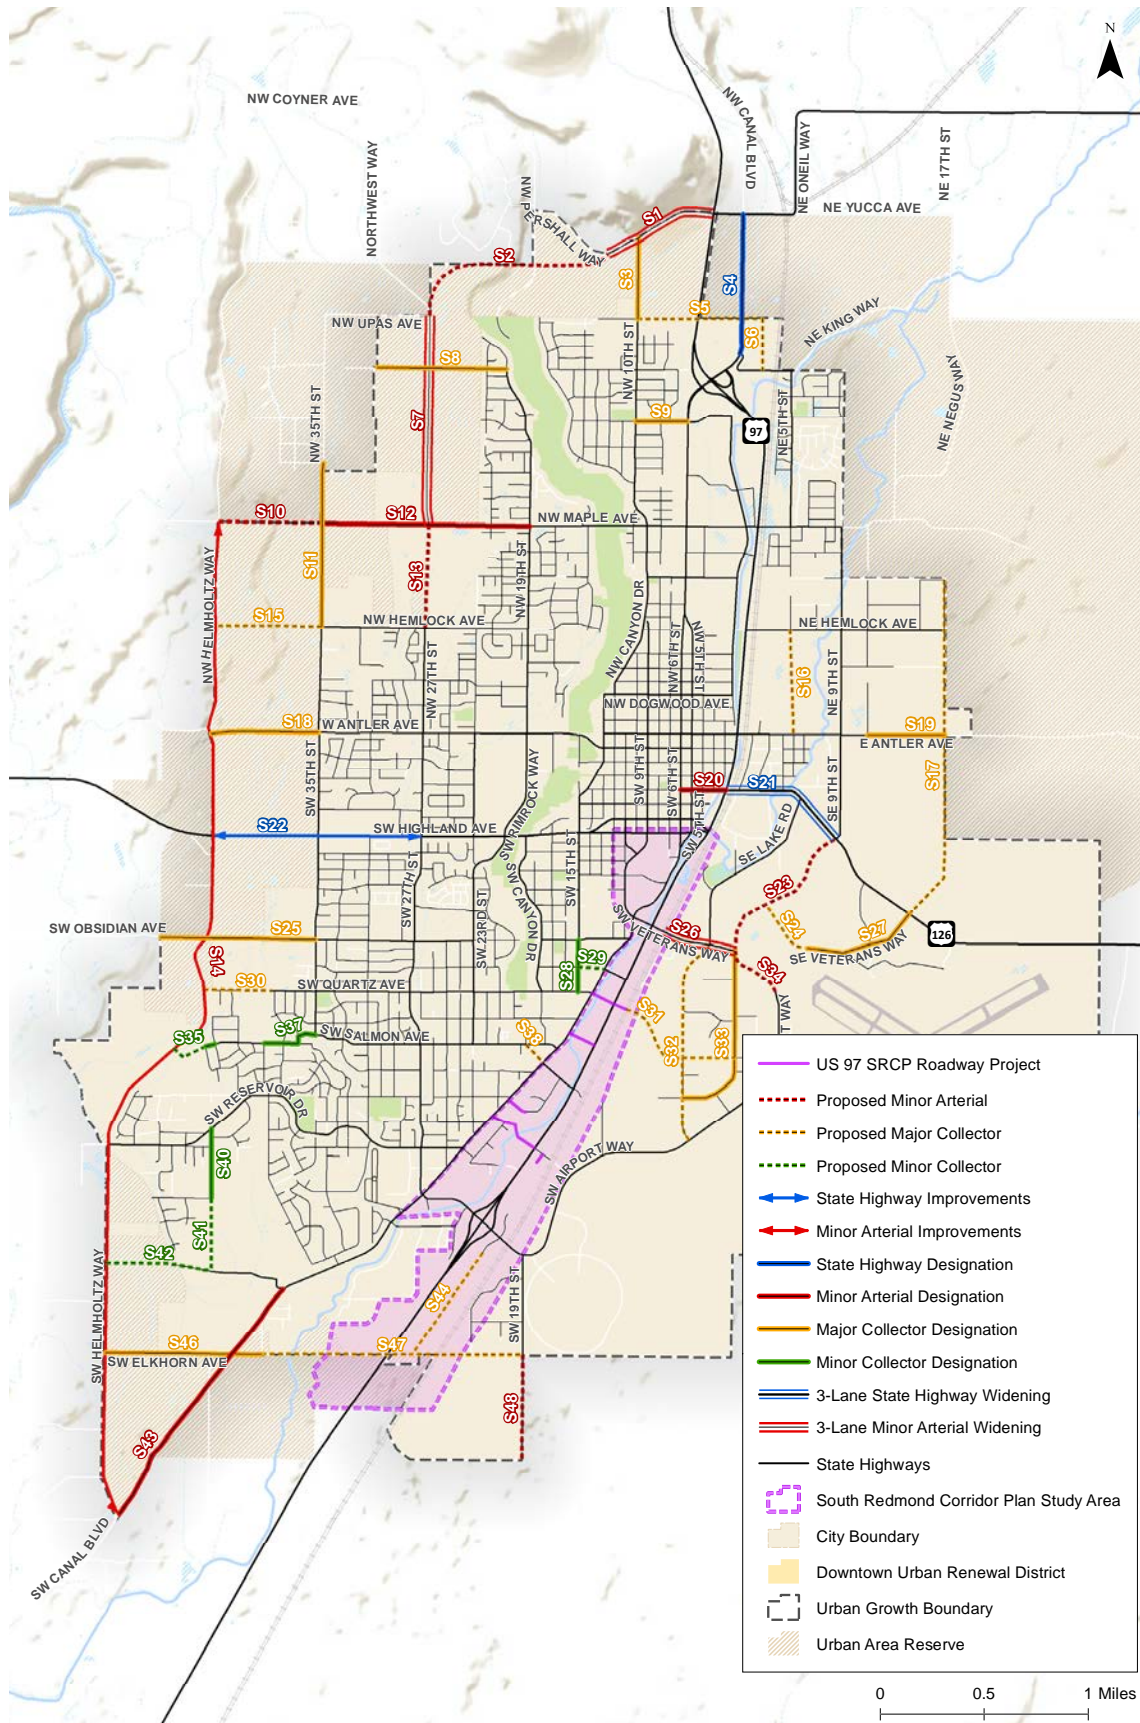 N
NW COYNER AVE
NW CANAL BLVD
NE ONEIL WAY
NE 17TH ST
NORTHWEST WAY
NW PERSHALL WAY
NE YUCCA AVE
S1
S2
S3
S4
S5
S6
NW UPAS AVE
NE KING WAY
S8
NW 10TH ST
S7
S9
NW 35TH ST
97
NE 5TH ST
NE NEGUS WAY
S10
S12
NW MAPLE AVE
S11
S13
NW 19TH ST
NW HELMHOLTZ WAY
S15
NW HEMLOCK AVE
NW CANYON DR
NW 6TH ST
NW 5TH ST
NE HEMLOCK AVE
NW 27TH ST
S16
NE 9TH ST
NW DOGWOOD AVE
S18
W ANTLER AVE
S19
E ANTLER AVE
S17
SW 35TH ST
SW RIMROCK WAY
SW 9TH ST
SW 6TH ST
S20
S21
SE 9TH ST
S22
SW HIGHLAND AVE
SW 5TH ST
SE LAKE RD
SW 27TH ST
SW 23RD ST
SW CANYON DR
SW 15TH ST
S23
SW OBSIDIAN AVE
S25
S24
S27
126
SW VETERANS WAY
S26
SE VETERANS WAY
S14
S28
S29
S34
S30
SW QUARTZ AVE
T WAY
S31
S35
S37
SW SALMON AVE
S38
S32
S33
SW RESERVOIR DR
S40
S41
S42
SW AIRPORT WAY
SW HELMHOLTZ WAY
S44
SW 19TH ST
S46
S47
SW ELKHORN AVE
S43
S48
SW CANAL BLVD
US 97 SRCP Roadway Project
Proposed Minor Arterial
Proposed Major Collector
Proposed Minor Collector
State Highway Improvements
Minor Arterial Improvements
State Highway Designation
Minor Arterial Designation
Major Collector Designation
Minor Collector Designation
3-Lane State Highway Widening
3-Lane Minor Arterial Widening
State Highways
South Redmond Corridor Plan Study Area
City Boundary
Downtown Urban Renewal District
Urban Growth Boundary
Urban Area Reserve
0 0.5 1 Miles